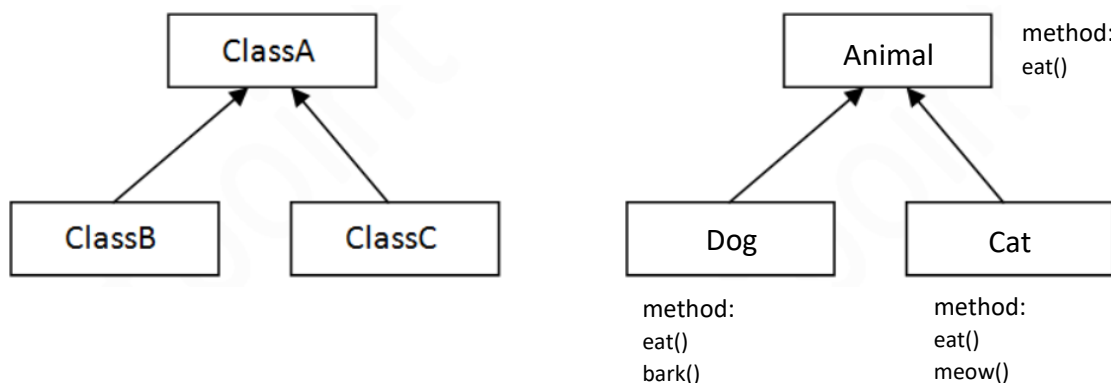 ClassA
ClassB
ClassC
Animal
method:
eat()
Dog
Cat
method:
eat()
bark()
method:
eat()
meow()